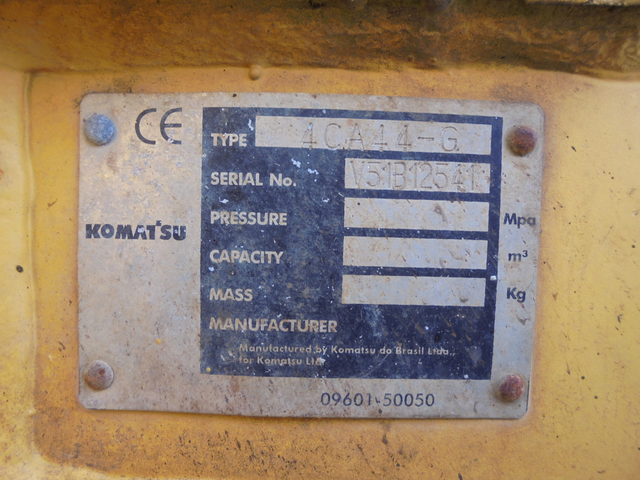 CE
TYPE 4CA44-G
SERIAL No. V51B12541
PRESSURE Mpa
KOMATSU
CAPACITY m³
MASS Kg
MANUFACTURER
Manufactured by Komatsu do Brasil Ltda.,
for Komatsu Ltd.
09601-50050